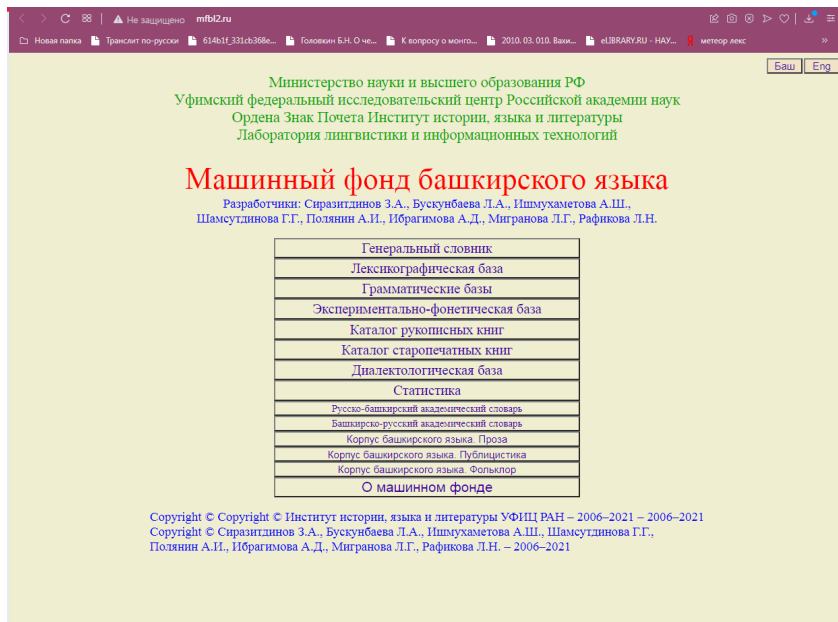 Не защищено mfbl2.ru
Новая папка Транслит по-русски 614b1f_331cb368e... Головкин Б.Н. О че... К вопросу о монго... 2010. 03. 010. Вахи... eLIBRARY.RU - НАУ... метеор лекс »
Баш Eng
Министерство науки и высшего образования РФ
Уфимский федеральный исследовательский центр Российской академии наук
Ордена Знак Почета Институт истории, языка и литературы
Лаборатория лингвистики и информационных технологий
Машинный фонд башкирского языка
Разработчики: Сиразитдинов З.А., Бускунбаева Л.А., Ишмухаметова А.Ш.,
Шамсутдинова Г.Г., Полянин А.И., Ибрагимова А.Д., Мигранова Л.Г., Рафикова Л.Н.
Генеральный словник
Лексикографическая база
Грамматические базы
Экспериментально-фонетическая база
Каталог рукописных книг
Каталог старопечатных книг
Диалектологическая база
Статистика
Русско-башкирский академический словарь
Башкирско-русский академический словарь
Корпус башкирского языка. Проза
Корпус башкирского языка. Публицистика
Корпус башкирского языка. Фольклор
О машинном фонде
Copyright © Copyright © Институт истории, языка и литературы УФИЦ РАН – 2006–2021 – 2006–2021
Copyright © Сиразитдинов З.А., Бускунбаева Л.А., Ишмухаметова А.Ш., Шамсутдинова Г.Г.,
Полянин А.И., Ибрагимова А.Д., Мигранова Л.Г., Рафикова Л.Н. – 2006–2021